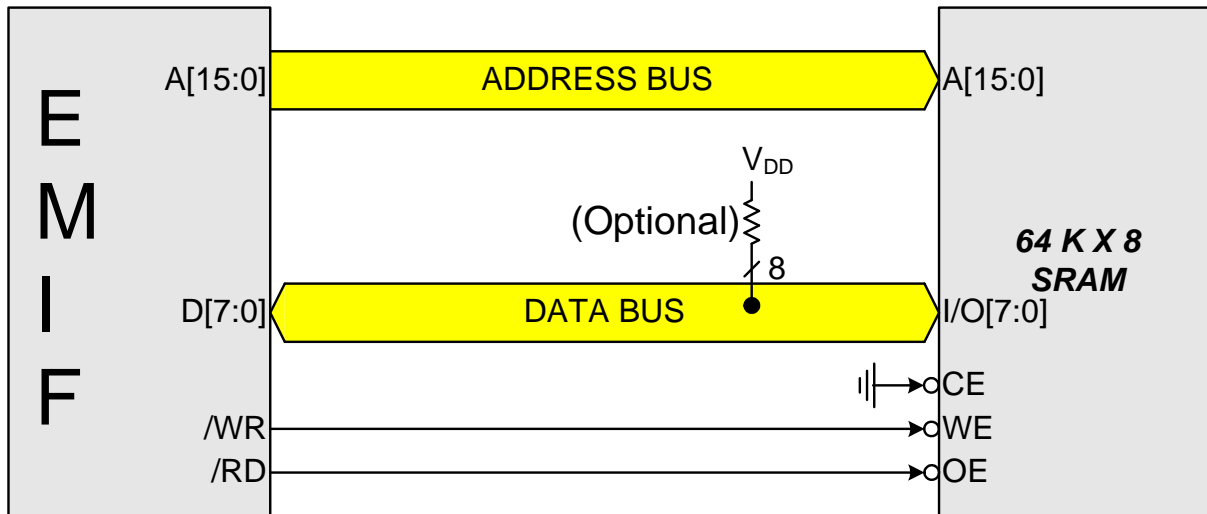 E
M
I
F
A[15:0]
ADDRESS BUS
A[15:0]
VDD
(Optional)
8
64 K X 8
SRAM
D[7:0]
DATA BUS
I/O[7:0]
CE
/WR
WE
/RD
OE